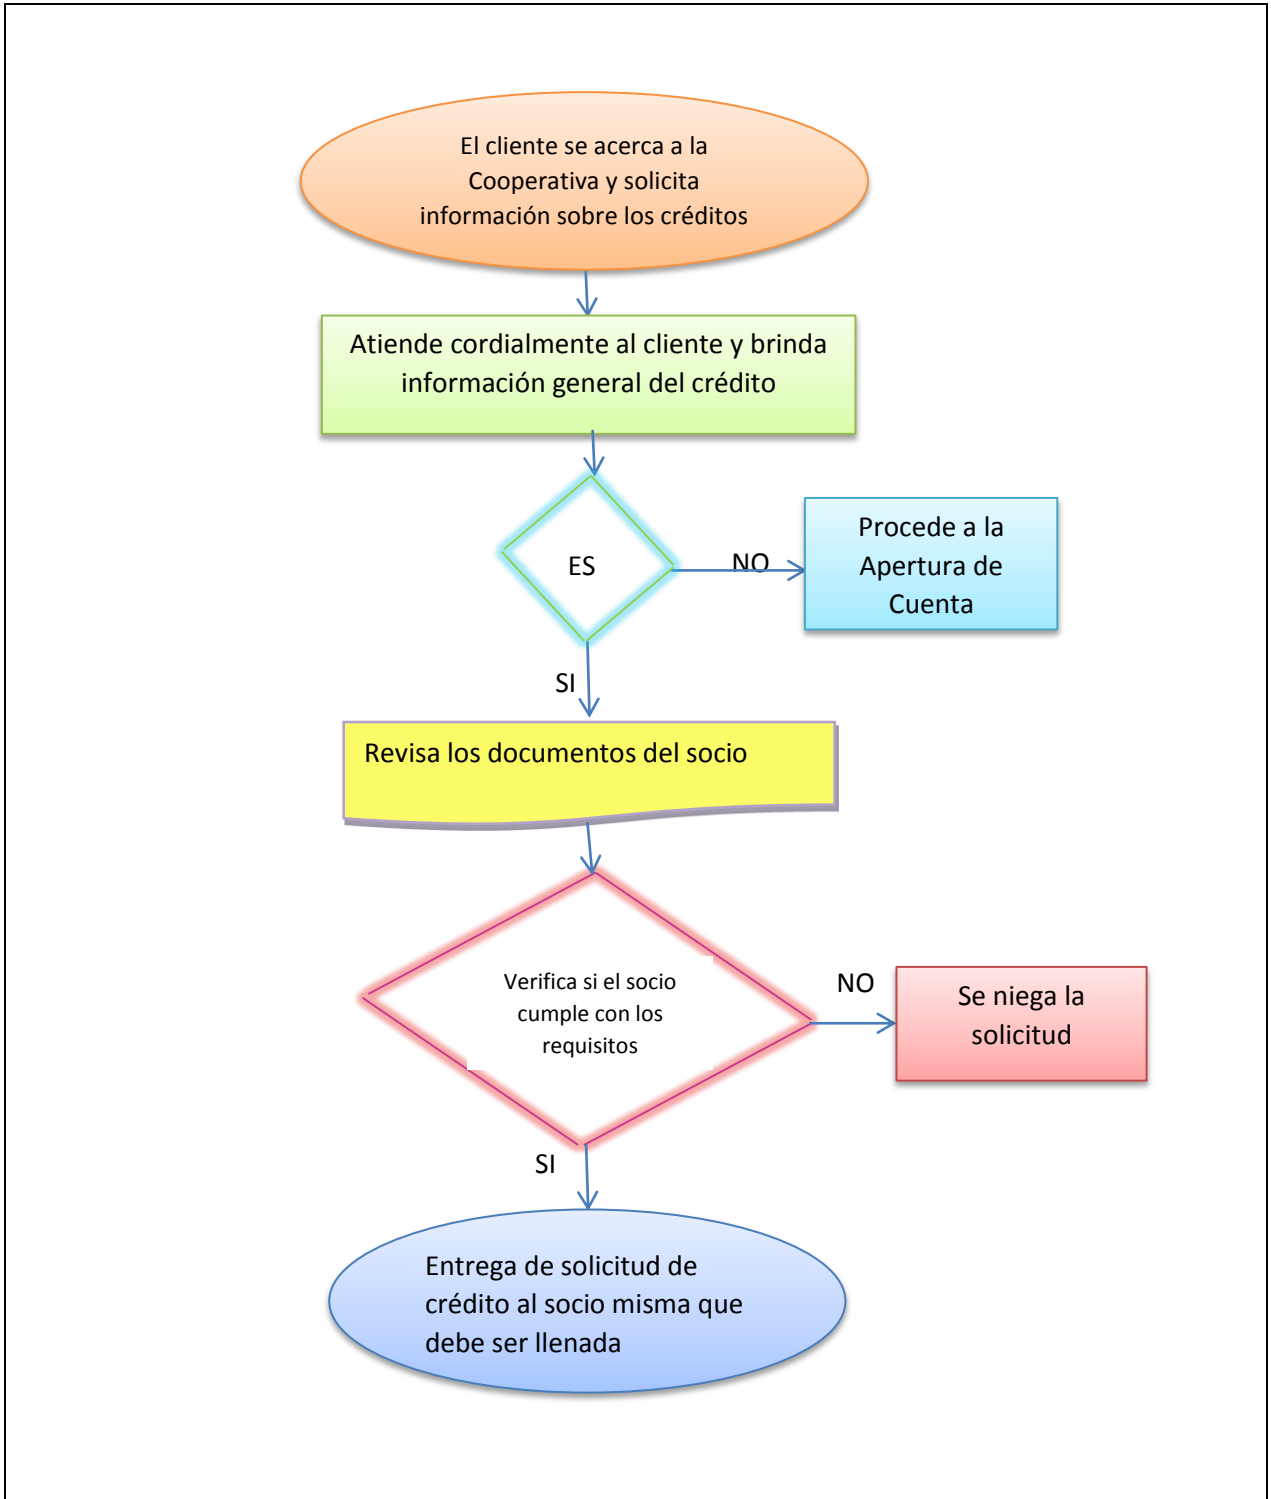 El cliente se acerca a la
Cooperativa y solicita
información sobre los créditos
Atiende cordialmente al cliente y brinda
información general del crédito
ES
NO
Procede a la
Apertura de
Cuenta
SI
Revisa los documentos del socio
Verifica si el socio
cumple con los
requisitos
NO
Se niega la
solicitud
SI
Entrega de solicitud de
crédito al socio misma que
debe ser llenada